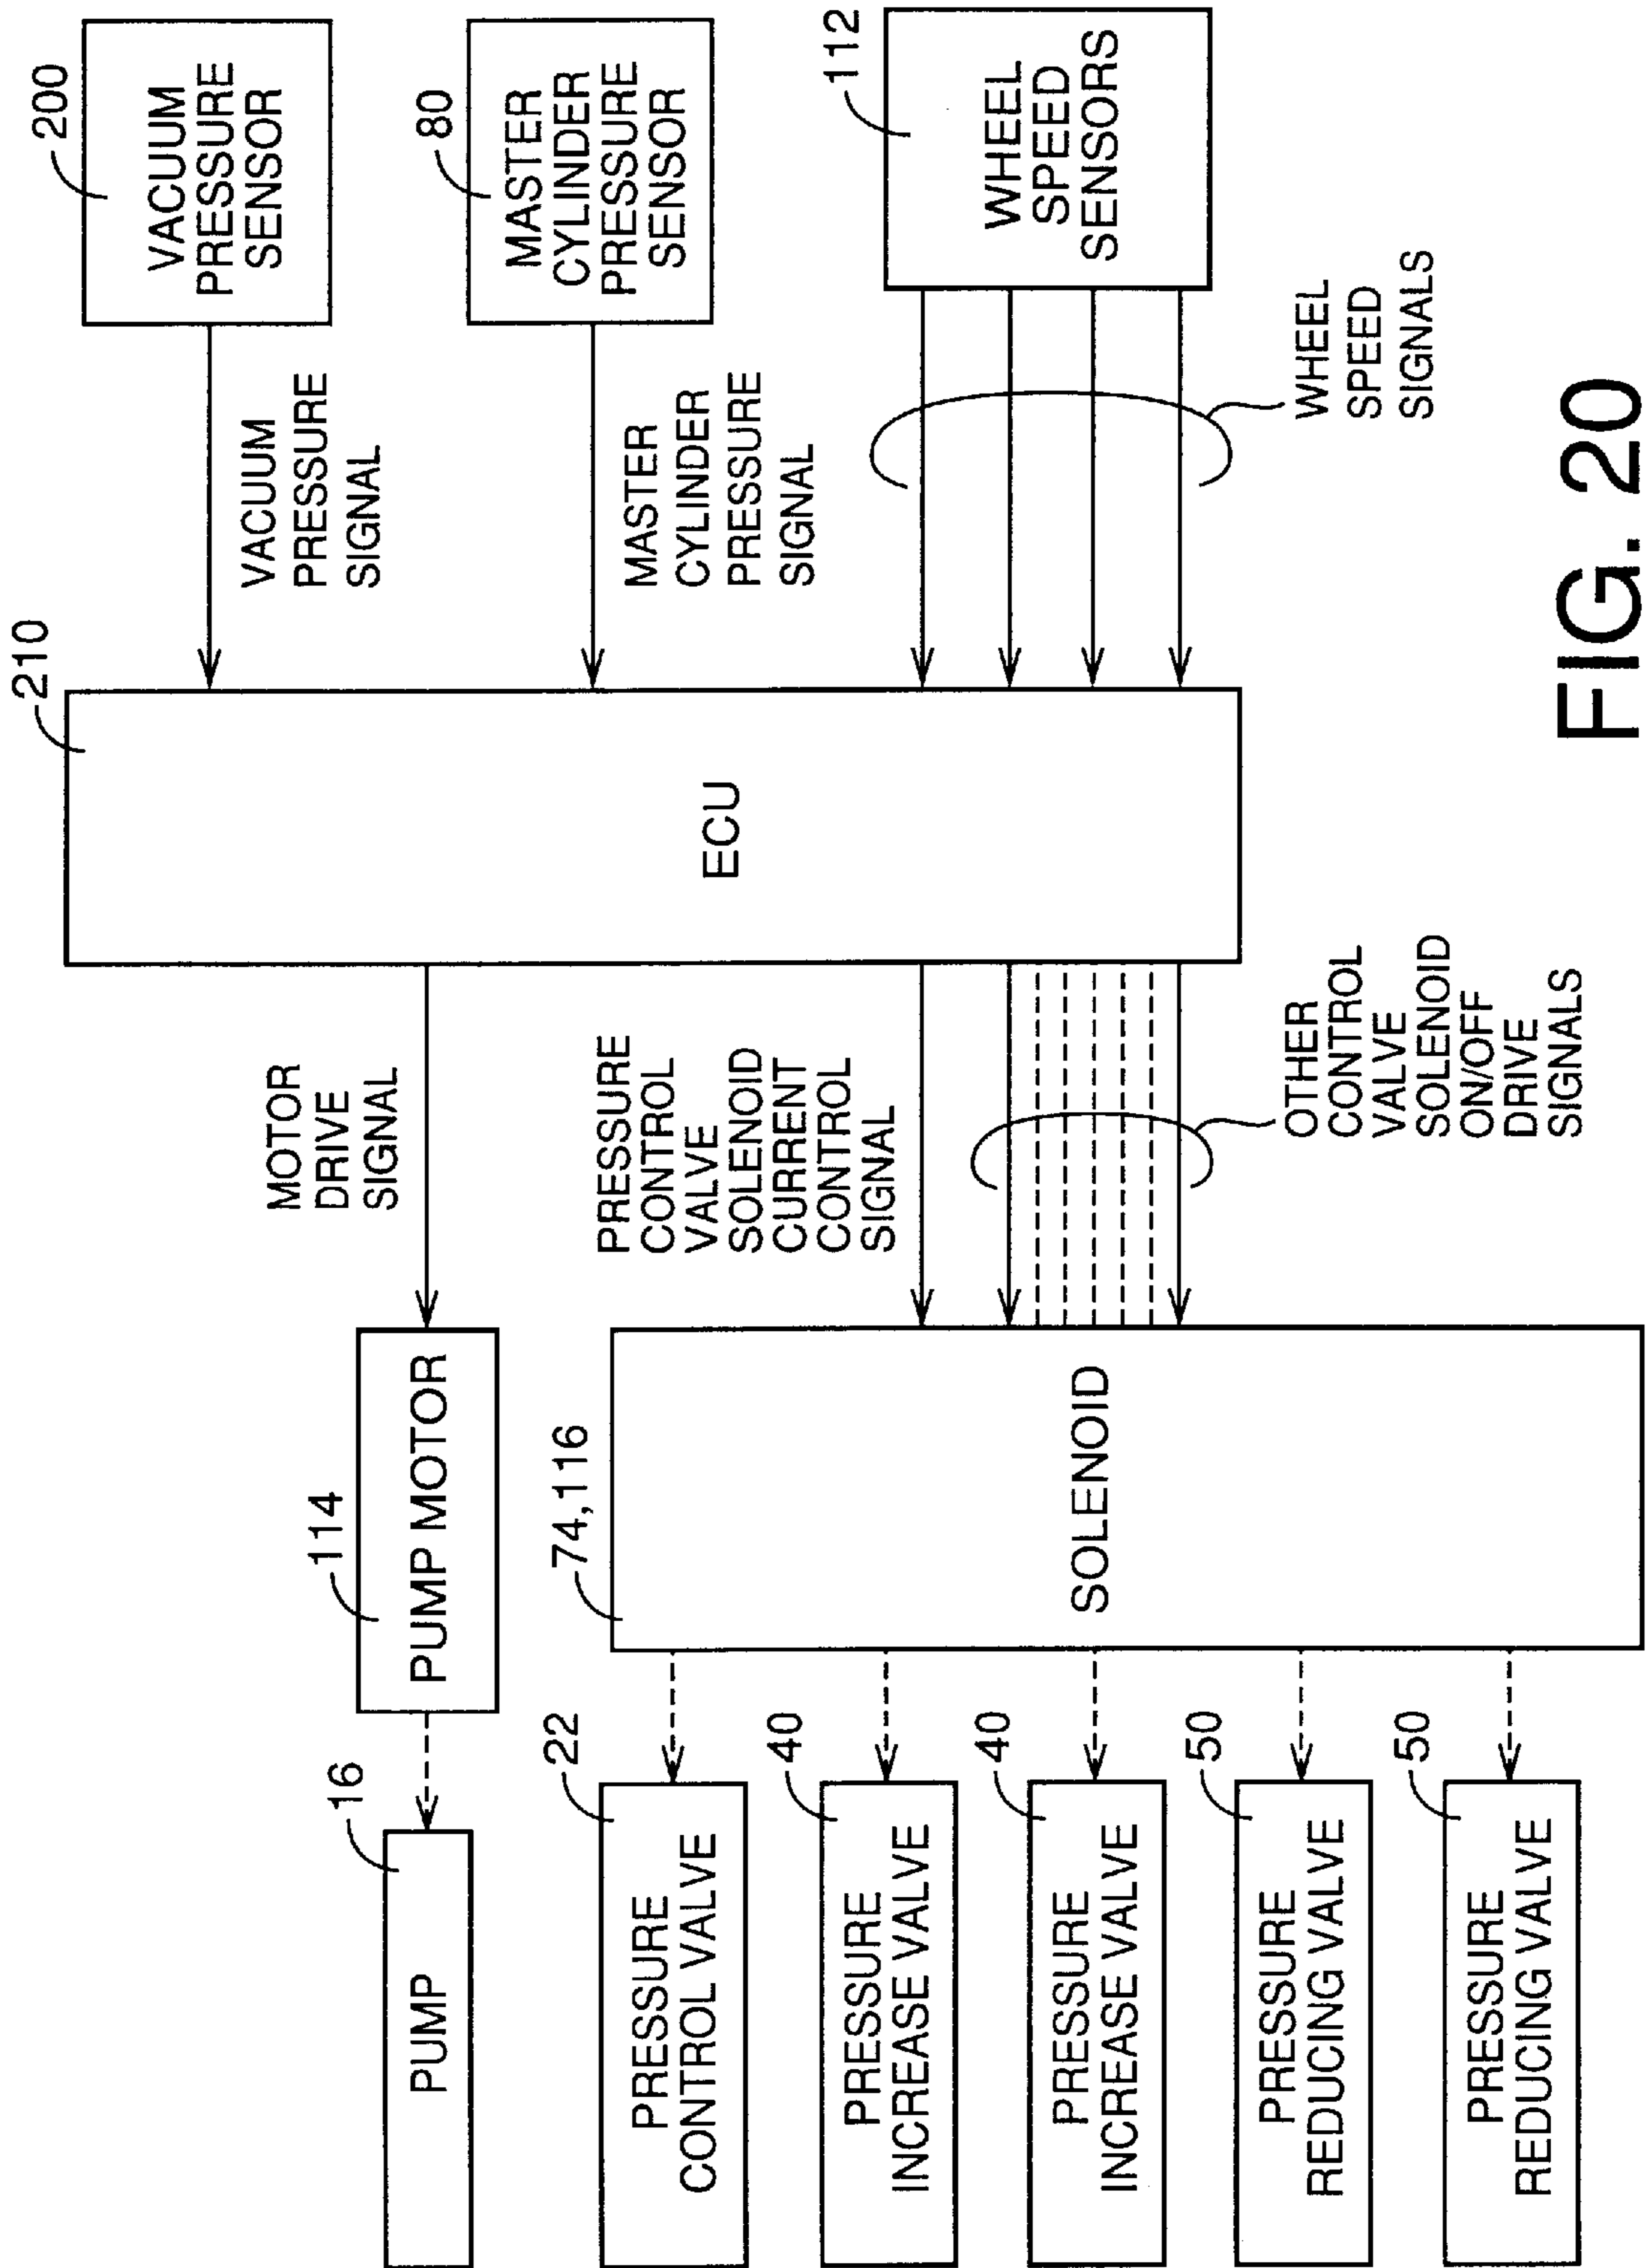 200
VACUUM
PRESSURE
SENSOR
80
MASTER
CYLINDER
PRESSURE
SENSOR
112
WHEEL
SPEED
SENSORS
VACUUM
PRESSURE
SIGNAL
MASTER
CYLINDER
PRESSURE
SIGNAL
WHEEL
SPEED
SIGNALS
210
ECU
MOTOR
DRIVE
SIGNAL
PRESSURE
CONTROL
VALVE
SOLENOID
CURRENT
CONTROL
SIGNAL
OTHER
CONTROL
VALVE
SOLENOID
ON/OFF
DRIVE
SIGNALS
114
PUMP MOTOR
74,116
SOLENOID
16
PUMP
22
PRESSURE
CONTROL VALVE
40
PRESSURE
INCREASE VALVE
40
PRESSURE
INCREASE VALVE
50
PRESSURE
REDUCING VALVE
50
PRESSURE
REDUCING VALVE
FIG. 20